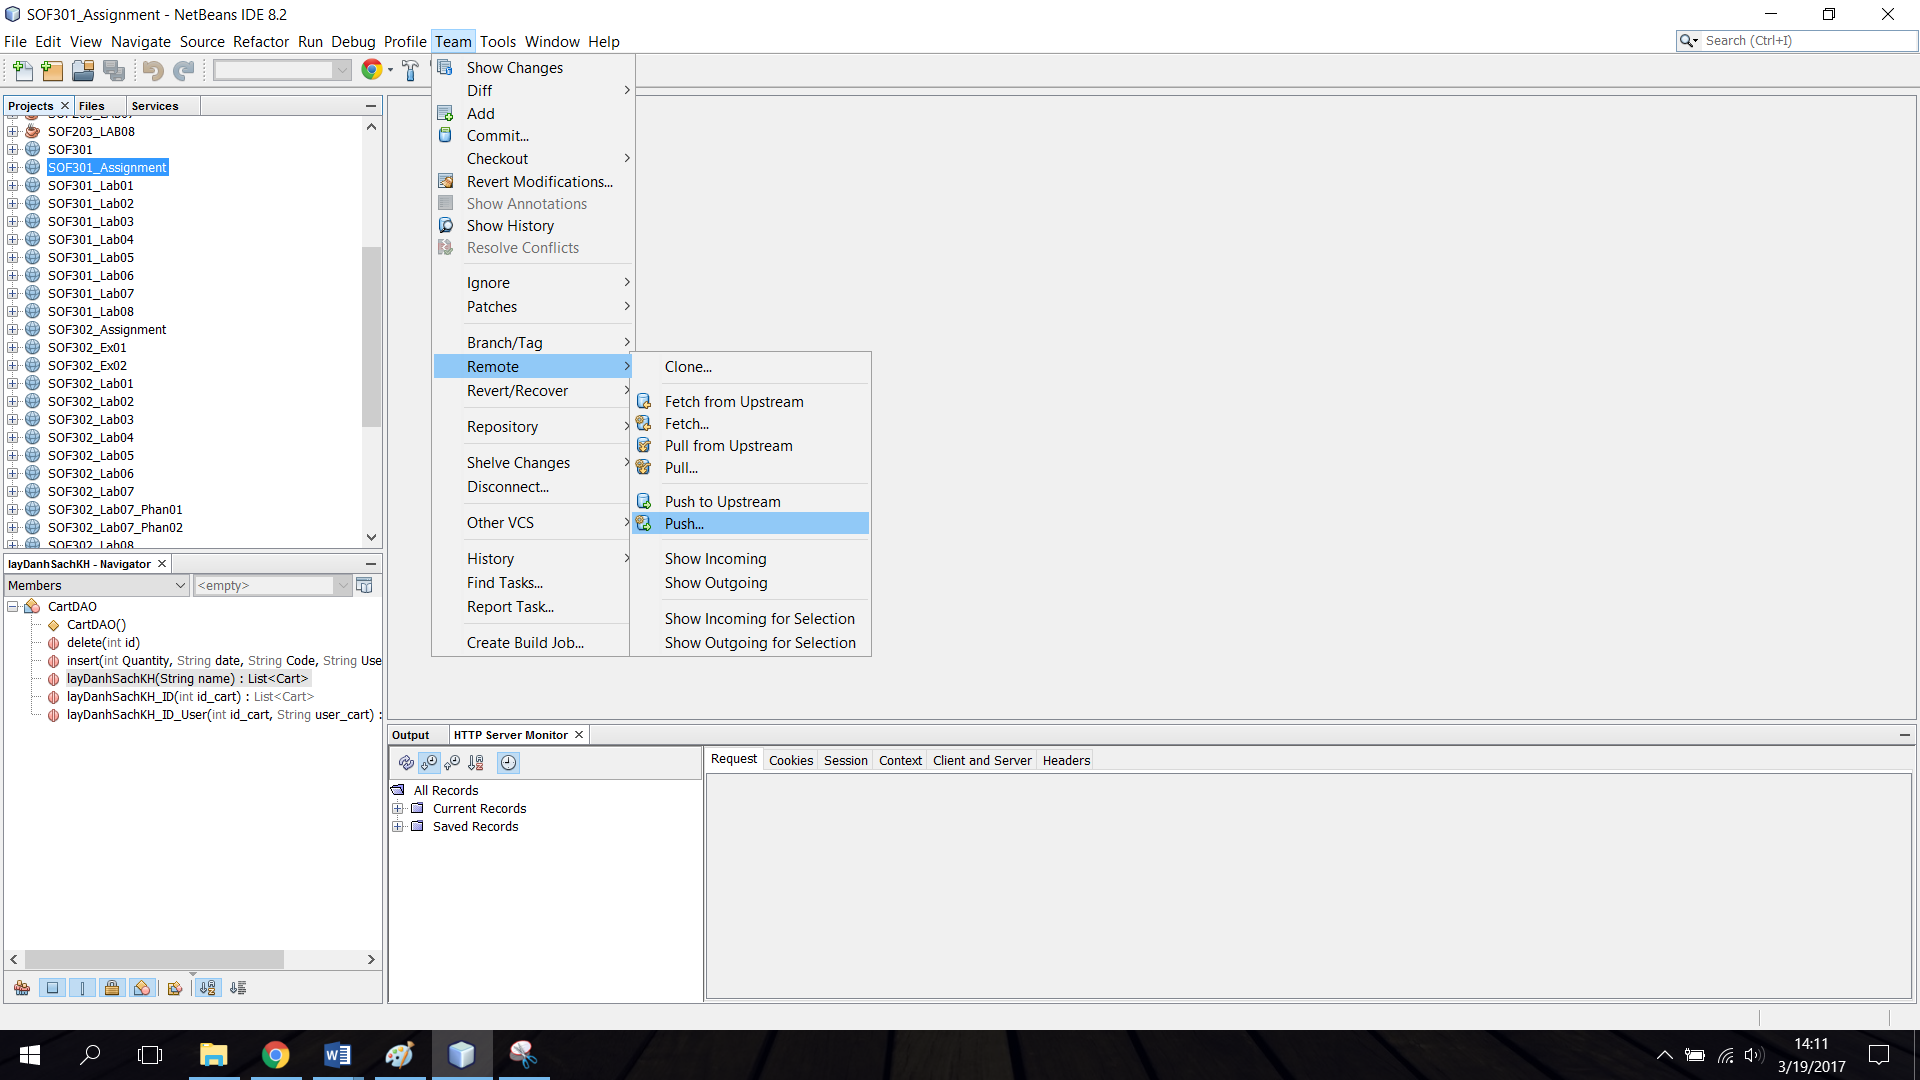 SOF301_Assignment - NetBeans IDE 8.2
File Edit View Navigate Source Refactor Run Debug Profile Team Tools Window Help
Search (Ctrl+I)
Projects Files Services
SOF203_LAB07
SOF203_LAB08
SOF301
SOF301_Assignment
SOF301_Lab01
SOF301_Lab02
SOF301_Lab03
SOF301_Lab04
SOF301_Lab05
SOF301_Lab06
SOF301_Lab07
SOF301_Lab08
SOF302_Assignment
SOF302_Ex01
SOF302_Ex02
SOF302_Lab01
SOF302_Lab02
SOF302_Lab03
SOF302_Lab04
SOF302_Lab05
SOF302_Lab06
SOF302_Lab07
SOF302_Lab07_Phan01
SOF302_Lab07_Phan02
SOF302_Lab08
Show Changes
Diff
Add
Commit...
Checkout
Revert Modifications...
Show Annotations
Show History
Resolve Conflicts
Ignore
Patches
Branch/Tag
Remote
Revert/Recover
Repository
Shelve Changes
Disconnect...
Other VCS
History
Find Tasks...
Report Task...
Create Build Job...
Clone...
Fetch from Upstream
Fetch...
Pull from Upstream
Pull...
Push to Upstream
Push...
Show Incoming
Show Outgoing
Show Incoming for Selection
Show Outgoing for Selection
layDanhSachKH - Navigator
Members <empty>
CartDAO
CartDAO()
delete(int id)
insert(int Quantity, String date, String Code, String Use
layDanhSachKH(String name) : List<Cart>
layDanhSachKH_ID(int id_cart) : List<Cart>
layDanhSachKH_ID_User(int id_cart, String user_cart) :
Output HTTP Server Monitor
All Records
Current Records
Saved Records
Request Cookies Session Context Client and Server Headers
14:11
3/19/2017